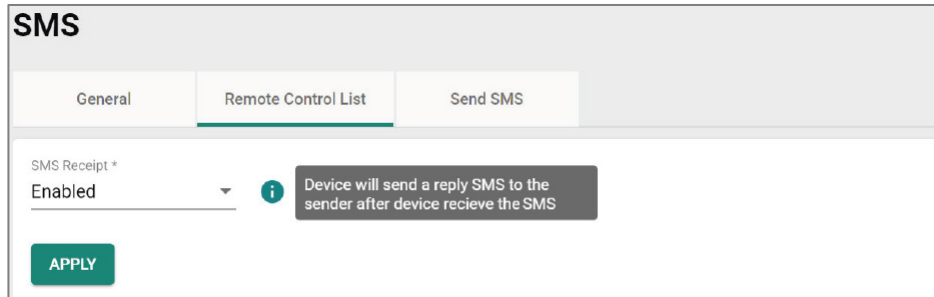 SMS
General Remote Control List Send SMS
SMS Receipt *
Enabled
Device will send a reply SMS to the
sender after device recieve the SMS
APPLY